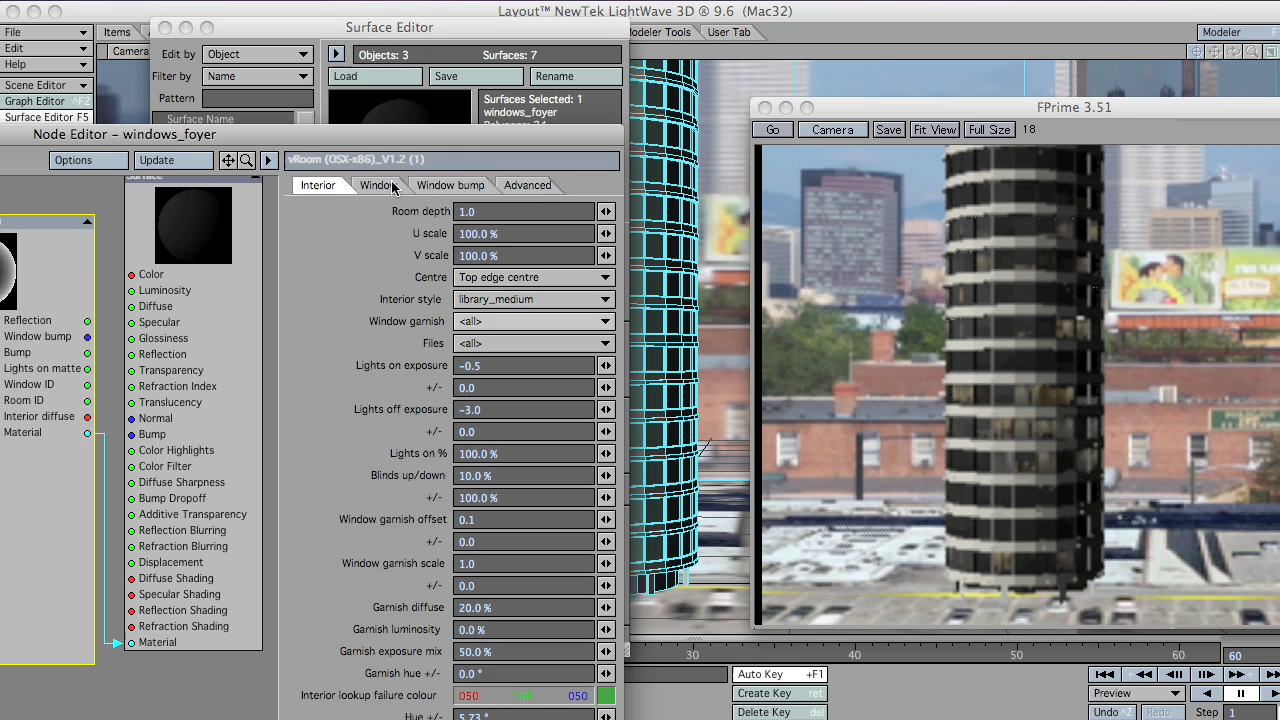 Layout™ NewTek LightWave 3D ® 9.6 (Mac32)
File
Items
Surface Editor
Modeler Tools
User Tab
Modeler
Edit
Camera
Edit by
Object
Objects: 3
Surfaces: 7
Help
Filter by
Name
Load
Save
Rename
Scene Editor
Pattern
Surfaces Selected: 1
Graph Editor ^F2
windows_foyer
FPrime 3.51
Surface Editor F5
Surface Name
Node Editor – windows_foyer
Go
Camera
Save
Fit View
Full Size
18
Options
Update
vRoom (OSX-x86)_V1.2 (1)
Surface
Interior
Window
Window bump
Advanced
Room depth
1.0
U scale
100.0 %
V scale
100.0 %
Centre
Top edge centre
Interior style
library_medium
Window garnish
<all>
Files
<all>
Lights on exposure
-0.5
+/-
0.0
Lights off exposure
-3.0
+/-
0.0
Lights on %
100.0 %
Blinds up/down
10.0 %
+/-
100.0 %
Window garnish offset
0.1
+/-
0.0
Window garnish scale
1.0
+/-
0.0
Garnish diffuse
20.0 %
Garnish luminosity
0.0 %
Garnish exposure mix
50.0 %
Garnish hue +/-
0.0 °
Interior lookup failure colour
050
050
Hue +/-
5.73 °
Color
Luminosity
Diffuse
Specular
Glossiness
Reflection
Transparency
Refraction Index
Translucency
Normal
Bump
Color Highlights
Color Filter
Diffuse Sharpness
Bump Dropoff
Additive Transparency
Reflection Blurring
Refraction Blurring
Displacement
Diffuse Shading
Specular Shading
Reflection Shading
Refraction Shading
Material
Reflection
Window bump
Bump
Lights on matte
Window ID
Room ID
Interior diffuse
Material
30
40
50
60
60
Auto Key +F1
Create Key ret
Preview
Delete Key del
Undo ^Z
Redo
Step
1